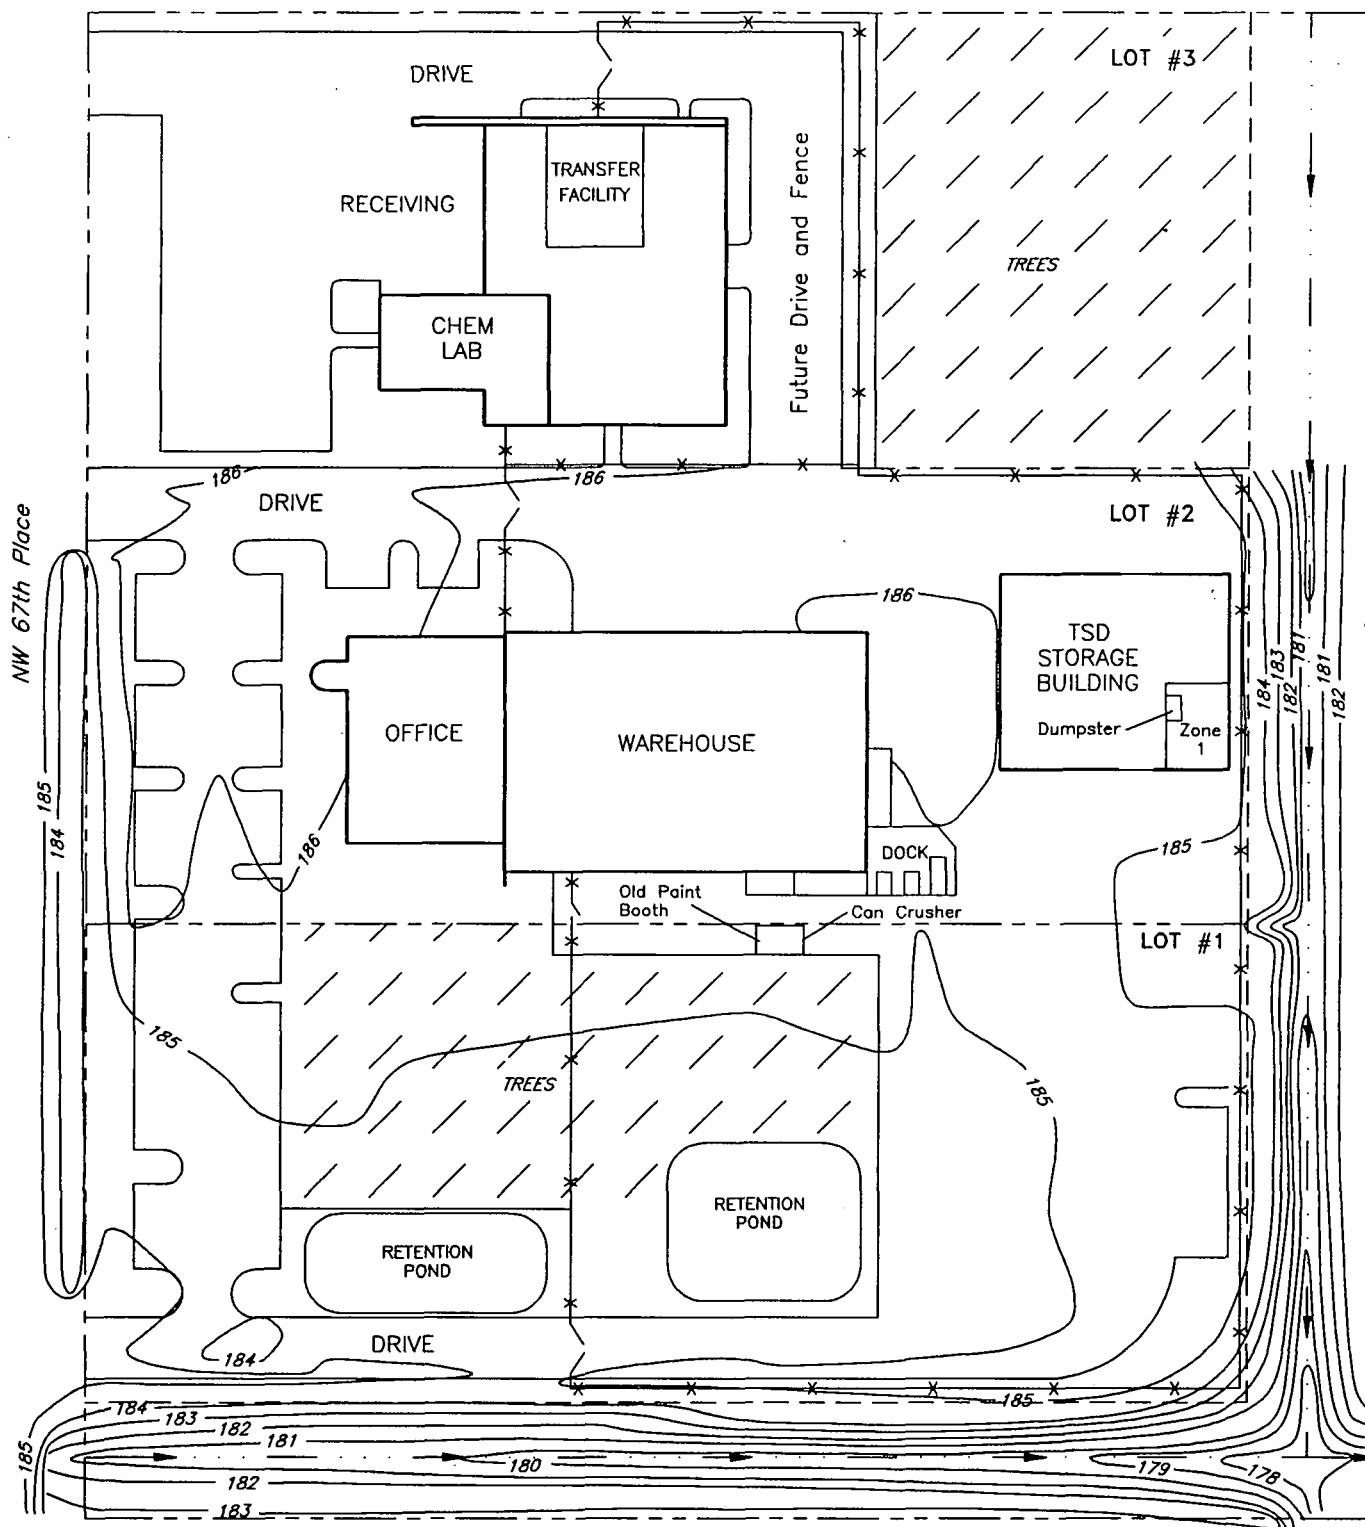 LOT #3
DRIVE
TRANSFER
FACILITY
RECEIVING
Future Drive and Fence
TREES
CHEM
LAB
186
186
DRIVE
LOT #2
NW 67th Place
186
TSD
STORAGE
BUILDING
Dumpster
Zone
1
184
183
182
181
181
182
OFFICE
WAREHOUSE
185
184
186
185
DOCK
Old Paint
Booth
Can Crusher
LOT #1
185
TREES
185
RETENTION
POND
RETENTION
POND
DRIVE
184
185
184
183
182
181
180
179
178
185
182
183